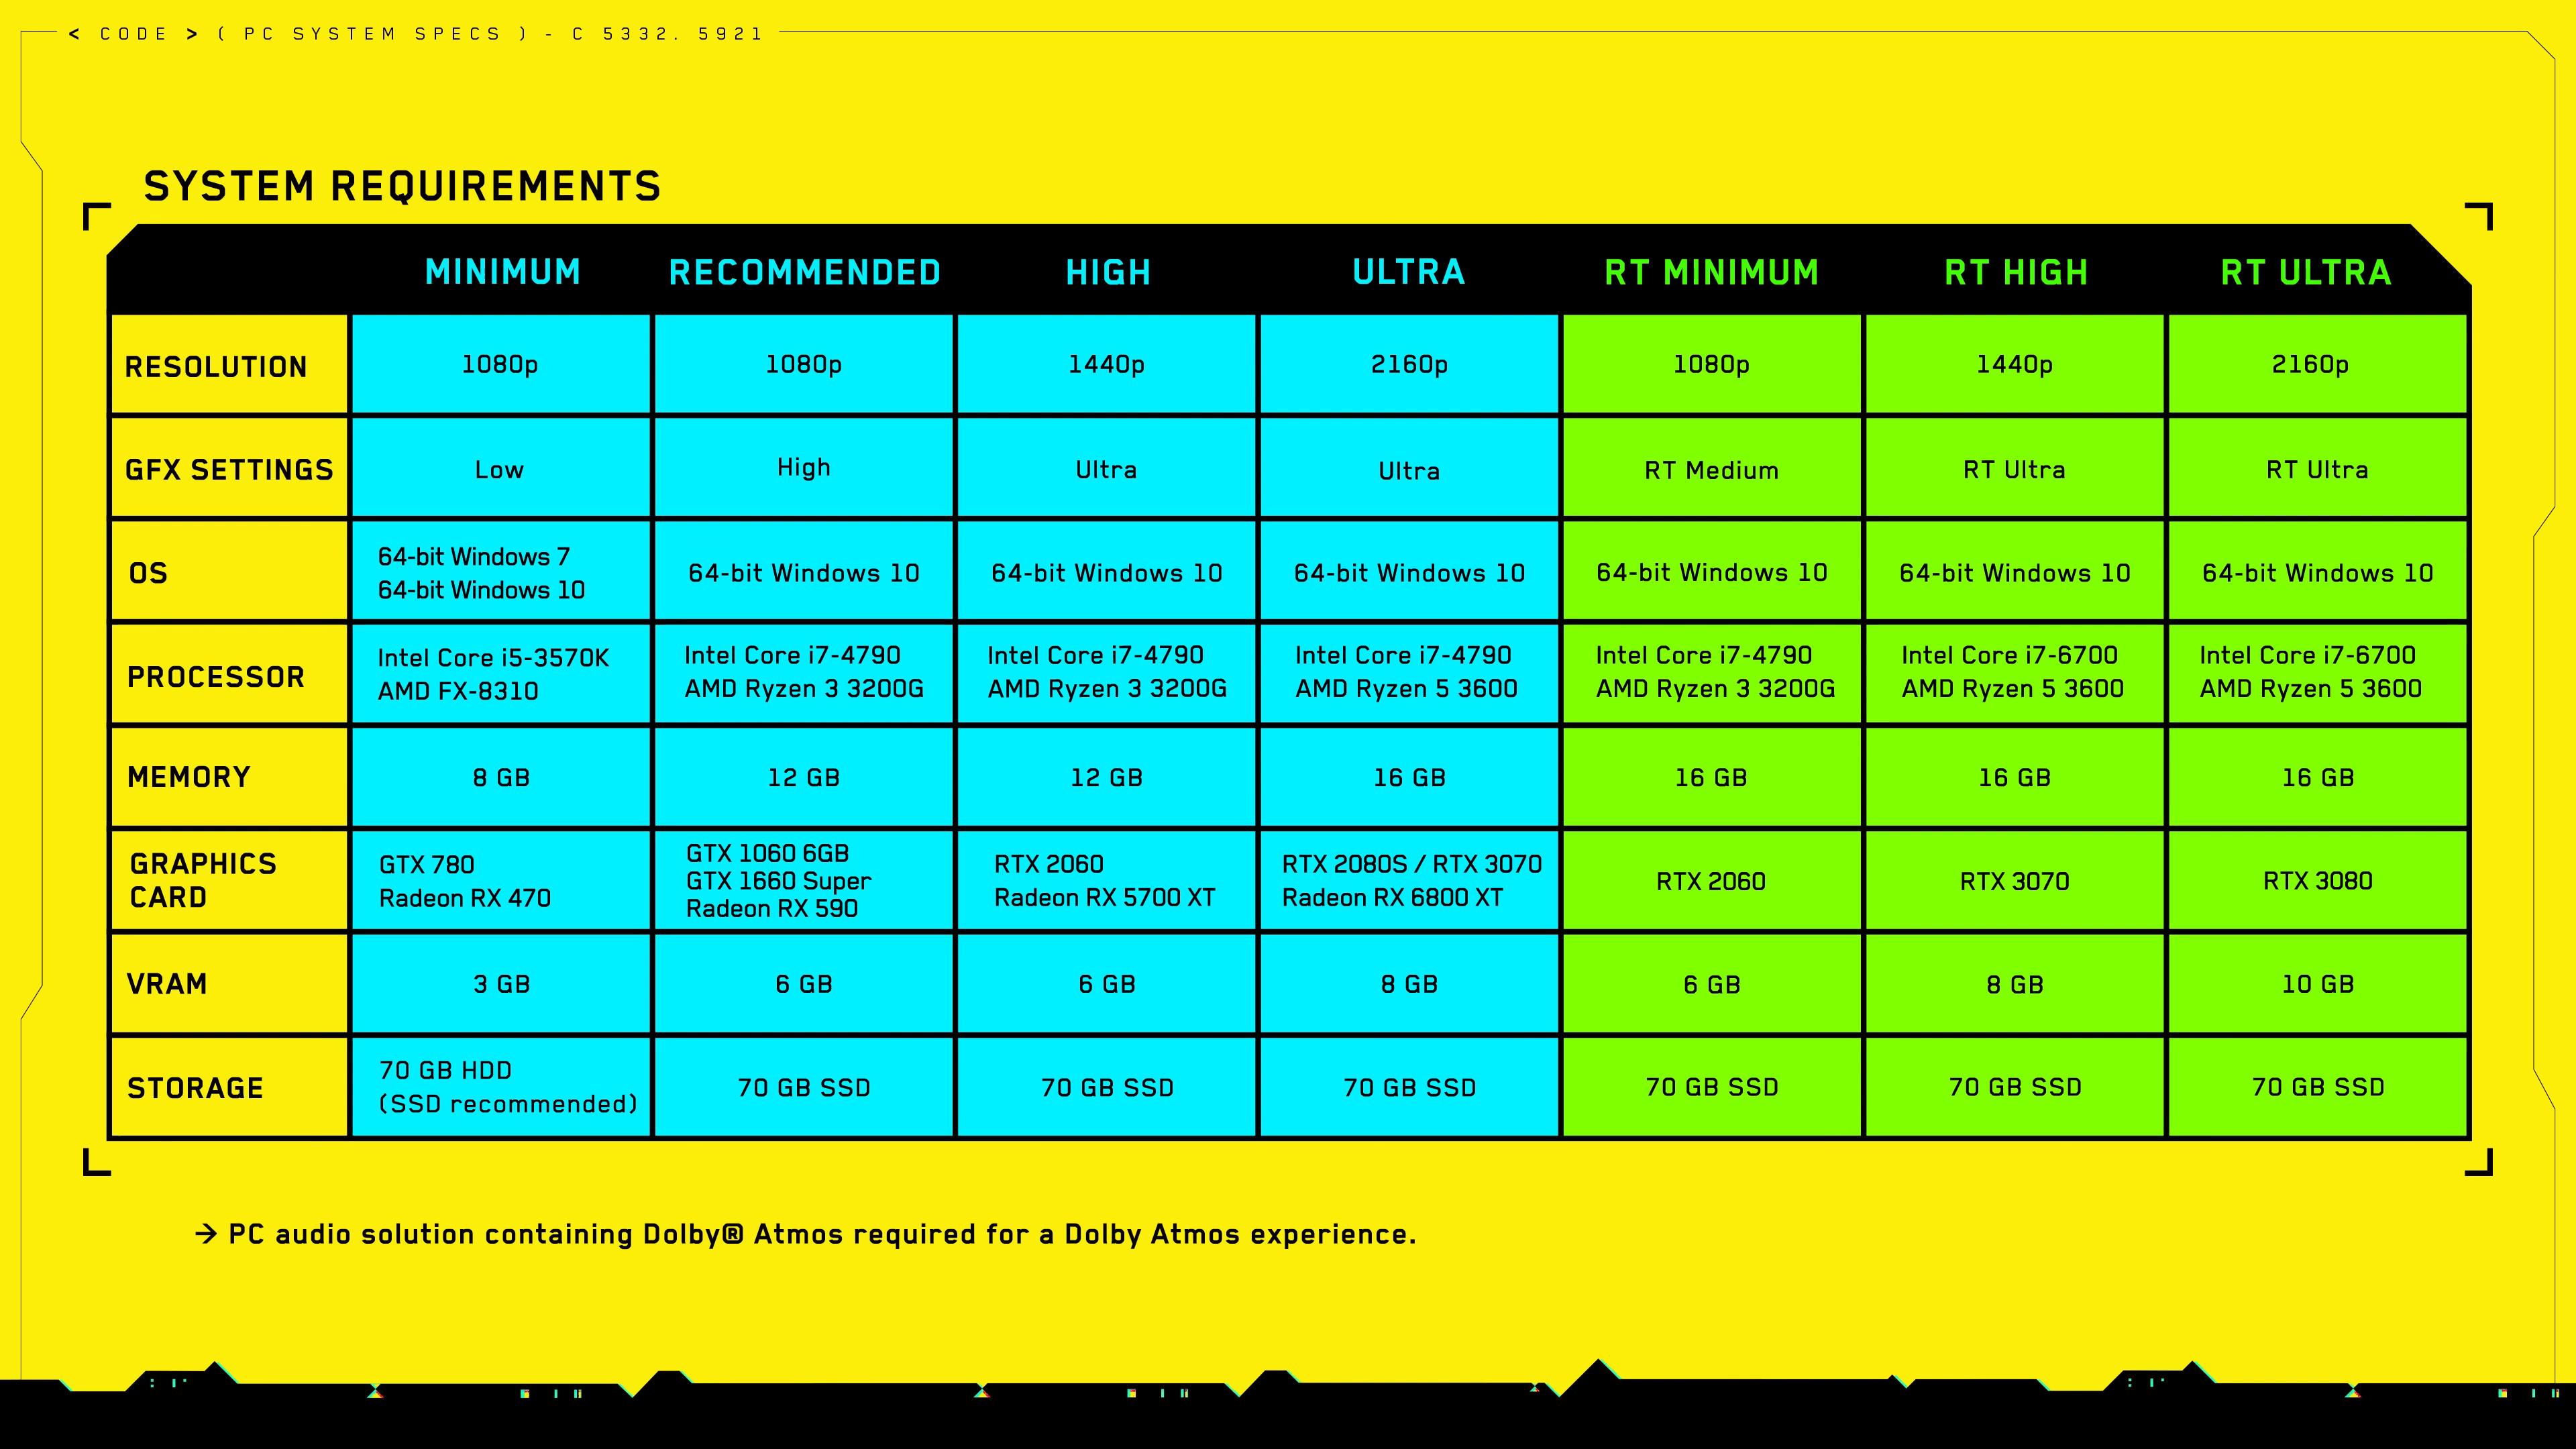 < CODE > ( PC SYSTEM SPECS ) - C 5332. 5921
SYSTEM REQUIREMENTS
MINIMUM RECOMMENDED HIGH ULTRA RT MINIMUM RT HIGH RT ULTRA
RESOLUTION 1080p 1080p 1440p 2160p 1080p 1440p 2160p
GFX SETTINGS Low High Ultra Ultra RT Medium RT Ultra RT Ultra
OS
64-bit Windows 7
64-bit Windows 10
64-bit Windows 10
64-bit Windows 10
64-bit Windows 10
64-bit Windows 10
64-bit Windows 10
64-bit Windows 10
PROCESSOR
Intel Core i5-3570K
AMD FX-8310
Intel Core i7-4790
AMD Ryzen 3 3200G
Intel Core i7-4790
AMD Ryzen 3 3200G
Intel Core i7-4790
AMD Ryzen 5 3600
Intel Core i7-4790
AMD Ryzen 3 3200G
Intel Core i7-6700
AMD Ryzen 5 3600
Intel Core i7-6700
AMD Ryzen 5 3600
MEMORY 8 GB 12 GB 12 GB 16 GB 16 GB 16 GB 16 GB
GRAPHICS
CARD
GTX 780
Radeon RX 470
GTX 1060 6GB
GTX 1660 Super
Radeon RX 590
RTX 2060
Radeon RX 5700 XT
RTX 2080S / RTX 3070
Radeon RX 6800 XT
RTX 2060
RTX 3070
RTX 3080
VRAM 3 GB 6 GB 6 GB 8 GB 6 GB 8 GB 10 GB
STORAGE
70 GB HDD
(SSD recommended)
70 GB SSD
70 GB SSD
70 GB SSD
70 GB SSD
70 GB SSD
70 GB SSD
→ PC audio solution containing Dolby® Atmos required for a Dolby Atmos experience.